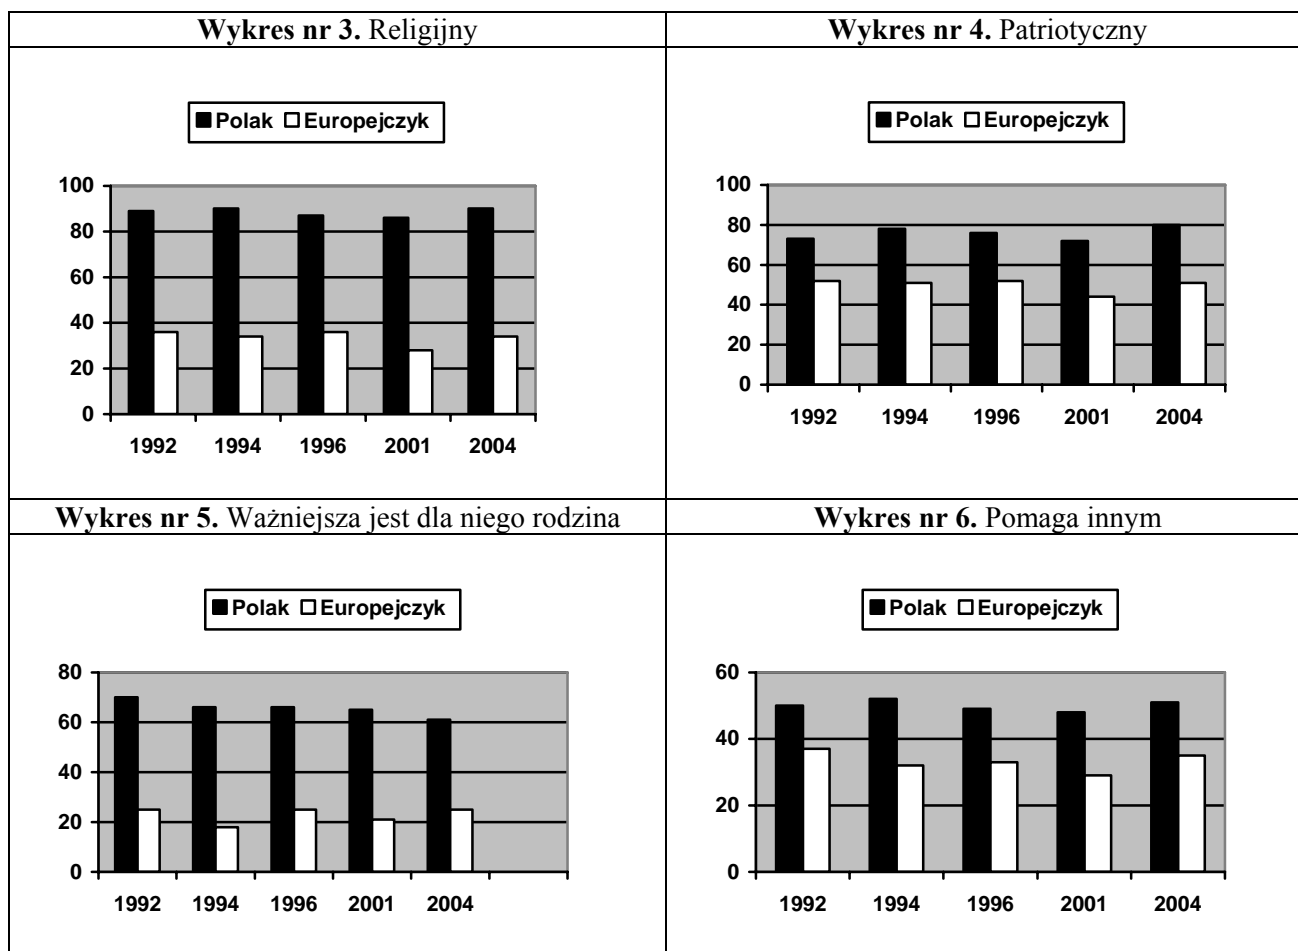 Wykres nr 3. Religijny
Polak Europejczyk
100
80
60
40
20
0
1992 1994 1996 2001 2004
Wykres nr 4. Patriotyczny
Polak Europejczyk
100
80
60
40
20
0
1992 1994 1996 2001 2004
Wykres nr 5. Ważniejsza jest dla niego rodzina
Polak Europejczyk
80
60
40
20
0
1992 1994 1996 2001 2004
Wykres nr 6. Pomaga innym
Polak Europejczyk
60
40
20
0
1992 1994 1996 2001 2004